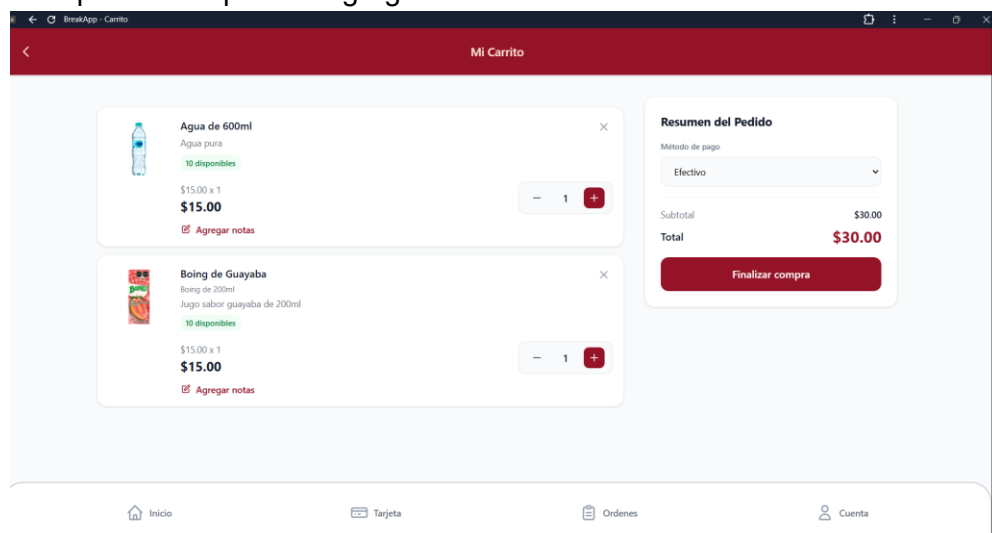 BreakApp - Carrito
Mi Carrito
Agua de 600ml
Agua pura
10 disponibles
$15.00 x 1
$15.00
1
Agregar notas
Boing de Guayaba
Boing de 200ml
Jugo sabor guayaba de 200ml
10 disponibles
$15.00 x 1
$15.00
1
Agregar notas
Resumen del Pedido
Método de pago
Efectivo
Subtotal $30.00
Total $30.00
Finalizar compra
Inicio Tarjeta Ordenes Cuenta